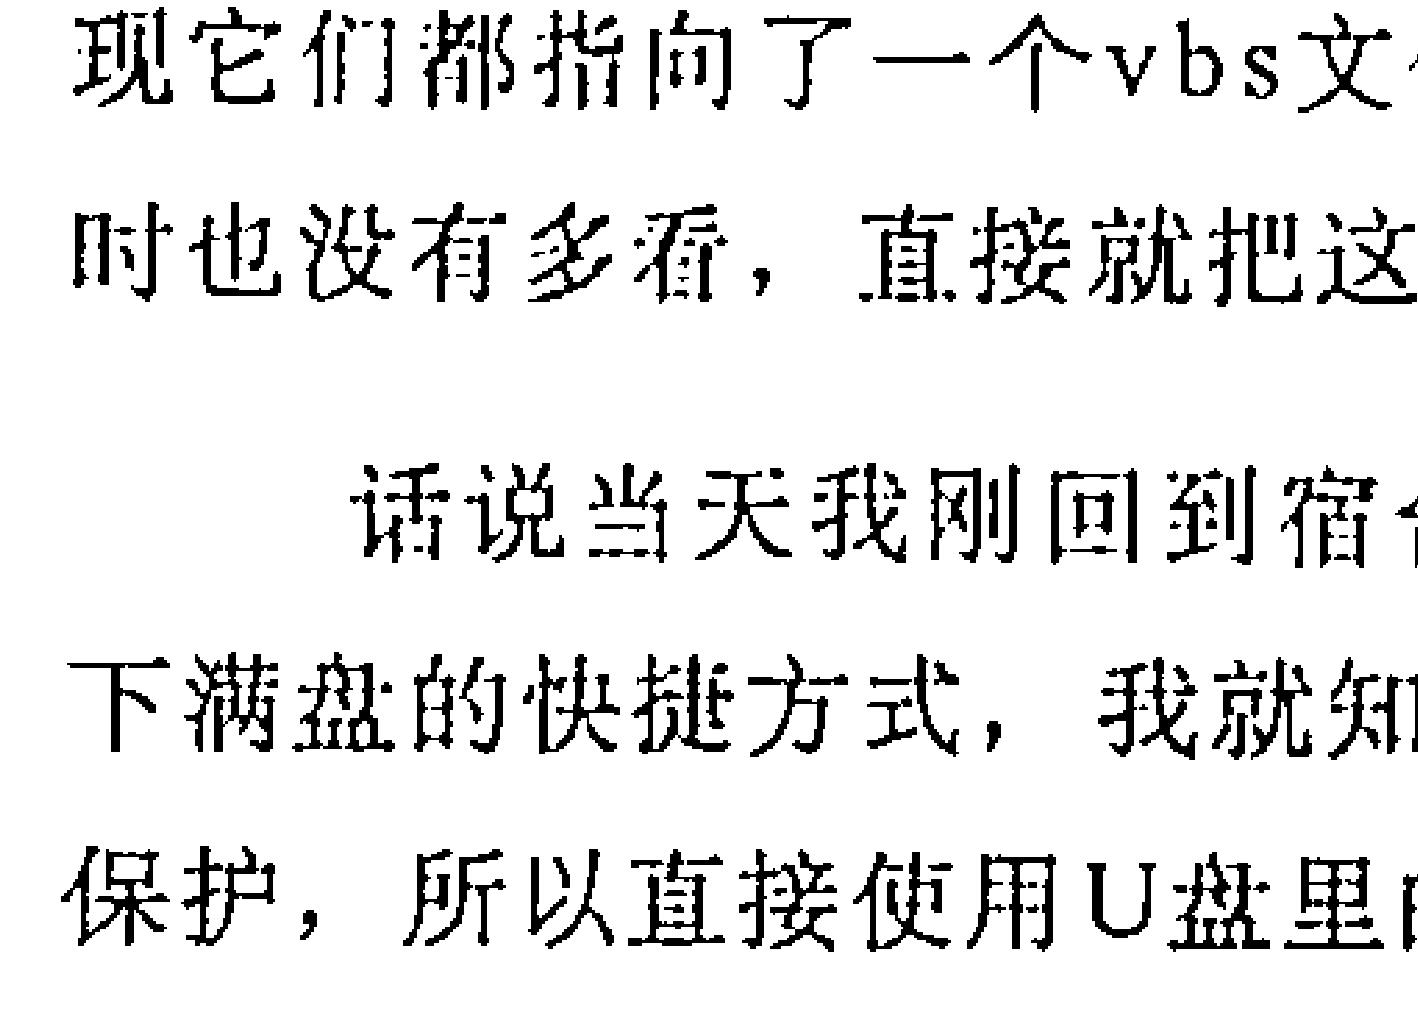 现它们都指向了一个vbs文
时也没有多看，直接就把这
话说当天我刚回到宿
下满盘的快捷方式，我就知
保护，所以直接使用U盘里